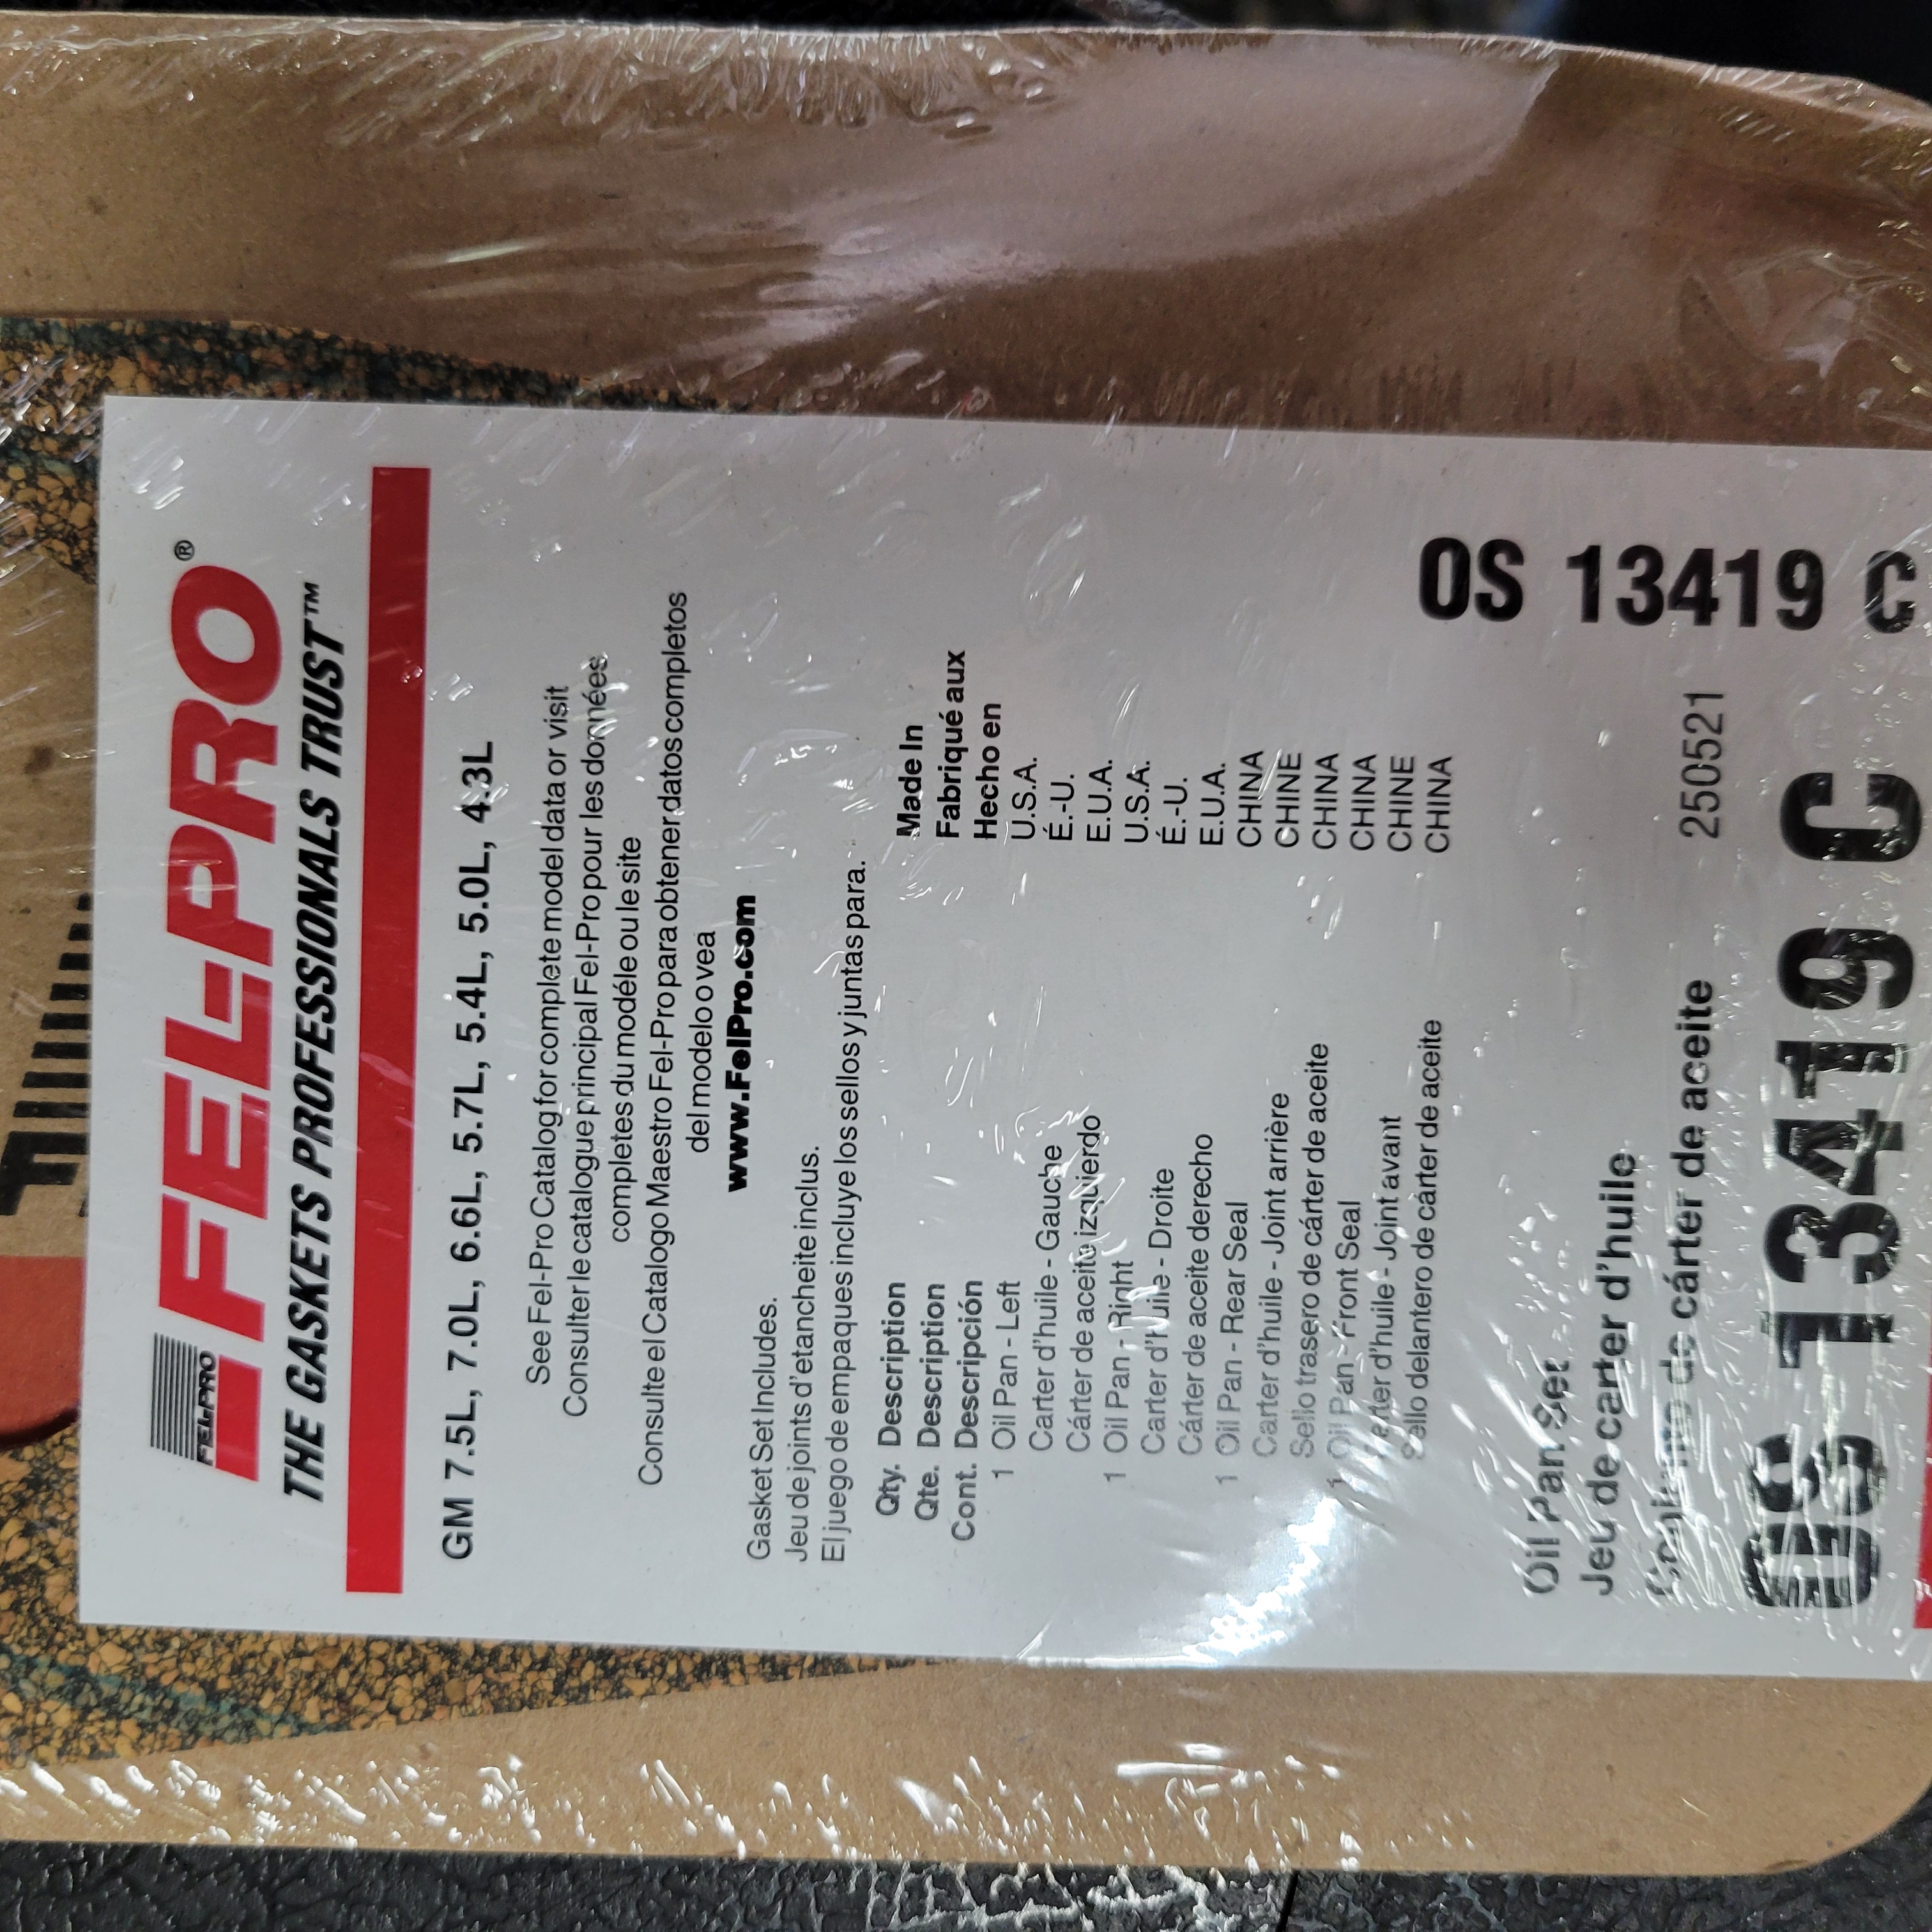 FEL-PRO
FEL-PRO®
THE GASKETS PROFESSIONALS TRUST™
GM 7.5L, 7.0L, 6.6L, 5.7L, 5.4L, 5.0L, 4.3L
See Fel-Pro Catalog for complete model data or visit
Consulter le catalogue principal Fel-Pro pour les données
completes du modéle ou le site
Consulte el Catalogo Maestro Fel-Pro para obtener datos completos
del modelo o vea
www.FelPro.com
Gasket Set Includes.
Jeu de joints d'etancheite inclus.
El juego de empaques incluye los sellos y juntas para.
Qty. Description Made In
Qte. Description Fabriqué aux
Cont. Descripción Hecho en
1 Oil Pan - Left U.S.A.
Carter d'huile - Gauche É.-U.
Cárter de aceite izquierdo E.U.A.
1 Oil Pan - Right U.S.A.
Carter d'huile - Droite É.-U.
Cárter de aceite derecho E.U.A.
1 Oil Pan - Rear Seal CHINA
Carter d'huile - Joint arrière CHINE
Sello trasero de cárter de aceite CHINA
1 Oil Pan - Front Seal CHINA
Carter d'huile - Joint avant CHINE
Sello delantero de cárter de aceite CHINA
OS 13419 C
Oil Pan Set
Jeu de carter d'huile
de cárter de aceite 250521
OS 13419 C